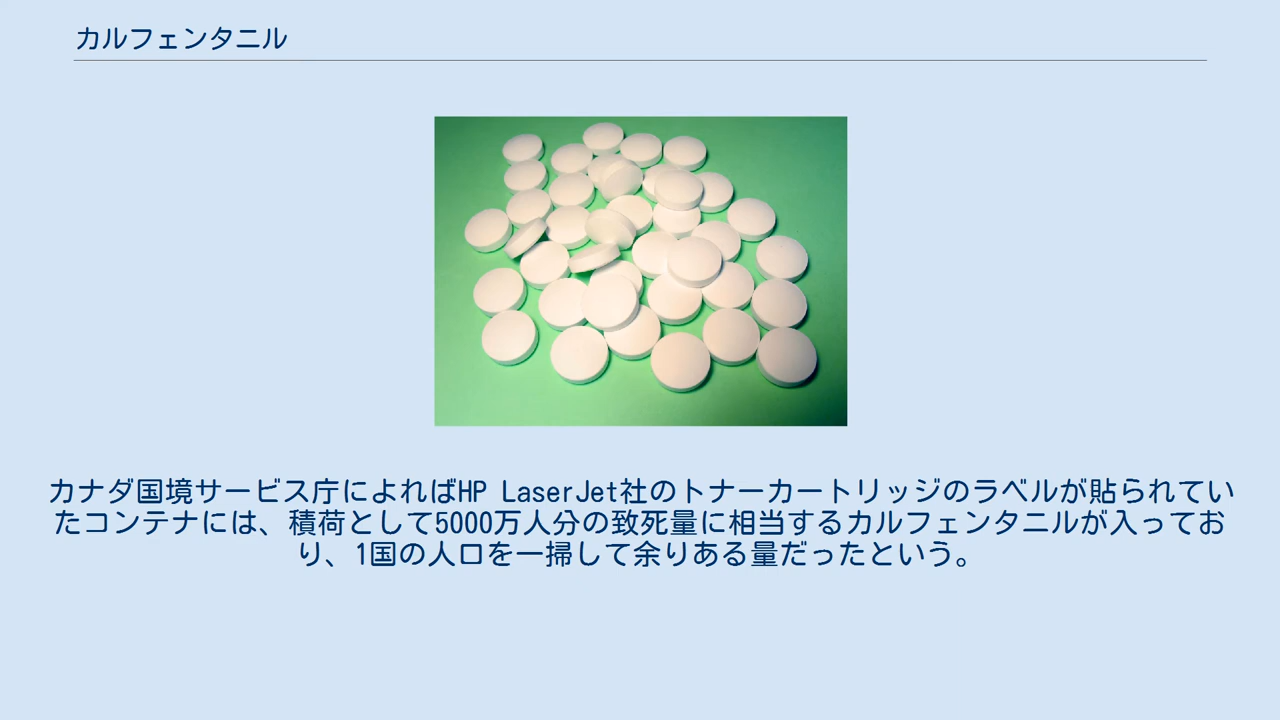 カルフェンタニル
カナダ国境サービス庁によればHP LaserJet社のトナーカートリッジのラベルが貼られてい
たコンテナには、積荷として5000万人分の致死量に相当するカルフェンタニルが入ってお
り、1国の人口を一掃して余りある量だったという。